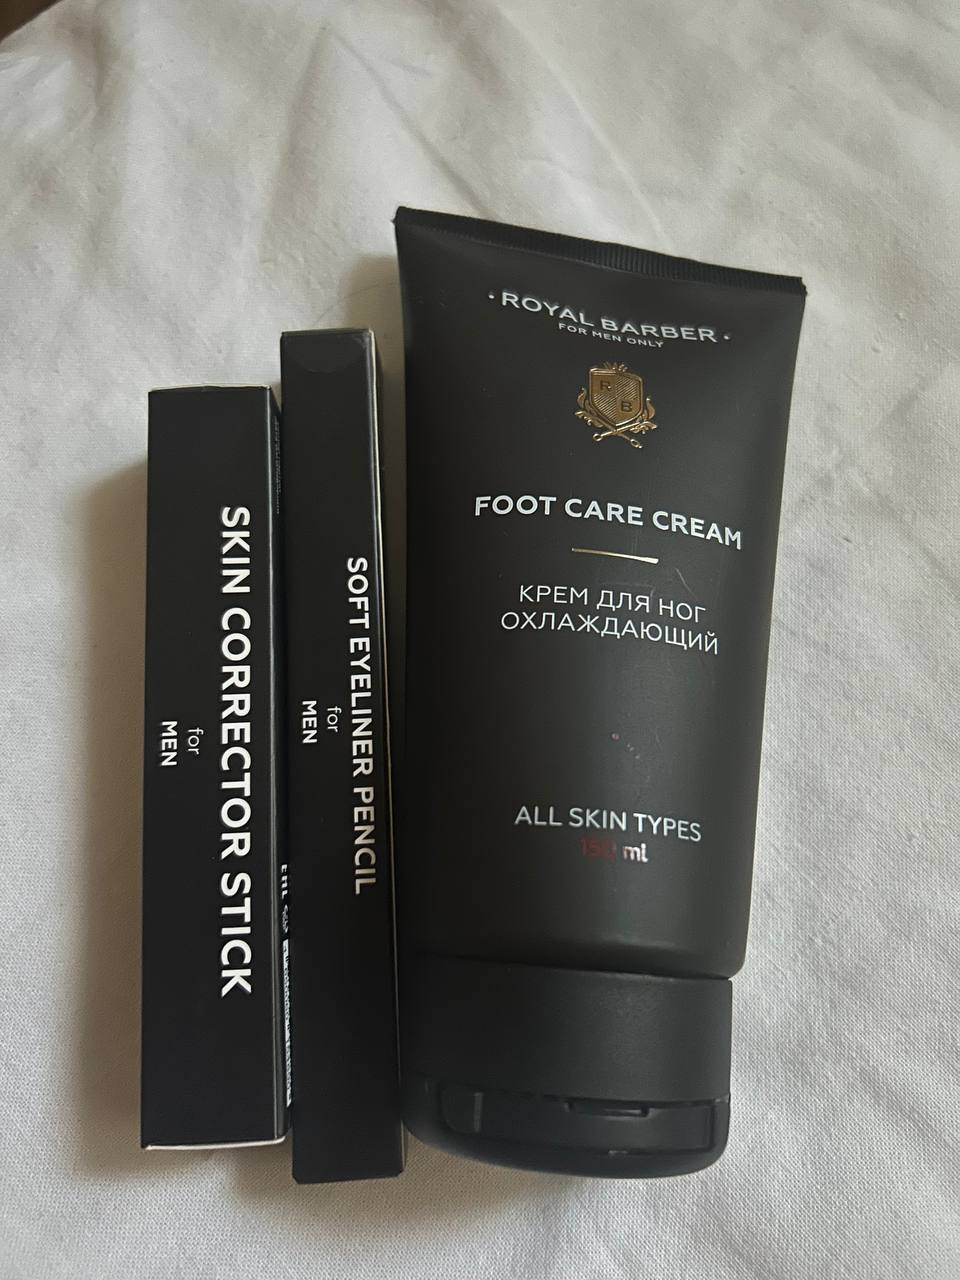 SKIN CORRECTOR STICK
for
MEN
SOFT EYELINER PENCIL
for
MEN
· ROYAL BARBER ·
FOR MEN ONLY
R
B
FOOT CARE CREAM
КРЕМ ДЛЯ НОГ
ОХЛАЖДАЮЩИЙ
ALL SKIN TYPES
150 ml